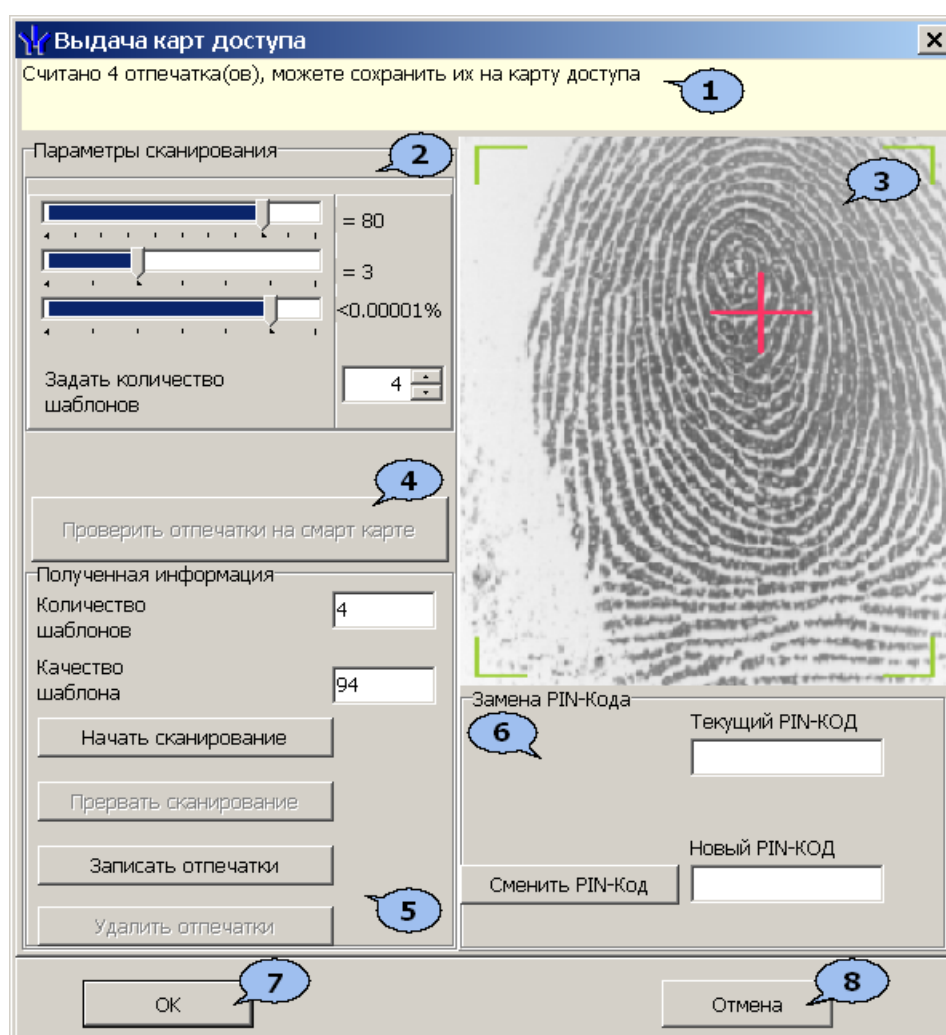 Выдача карт доступа
Считано 4 отпечатка(ов), можете сохранить их на карту доступа
1
Параметры сканирования
2
3
= 80
= 3
<0.00001%
Задать количество
шаблонов
4
4
Проверить отпечатки на смарт карте
Полученная информация
Количество
шаблонов
4
Качество
шаблона
94
Начать сканирование
Прервать сканирование
Записать отпечатки
Удалить отпечатки
5
Замена PIN-Кода
6
Текущий PIN-КОД
Новый PIN-КОД
Сменить PIN-Код
7
OK
8
Отмена